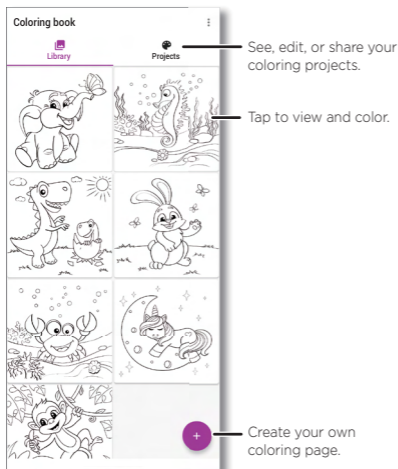 Coloring book
Library
Projects
See, edit, or share your
coloring projects.
Tap to view and color.
Create your own
coloring page.